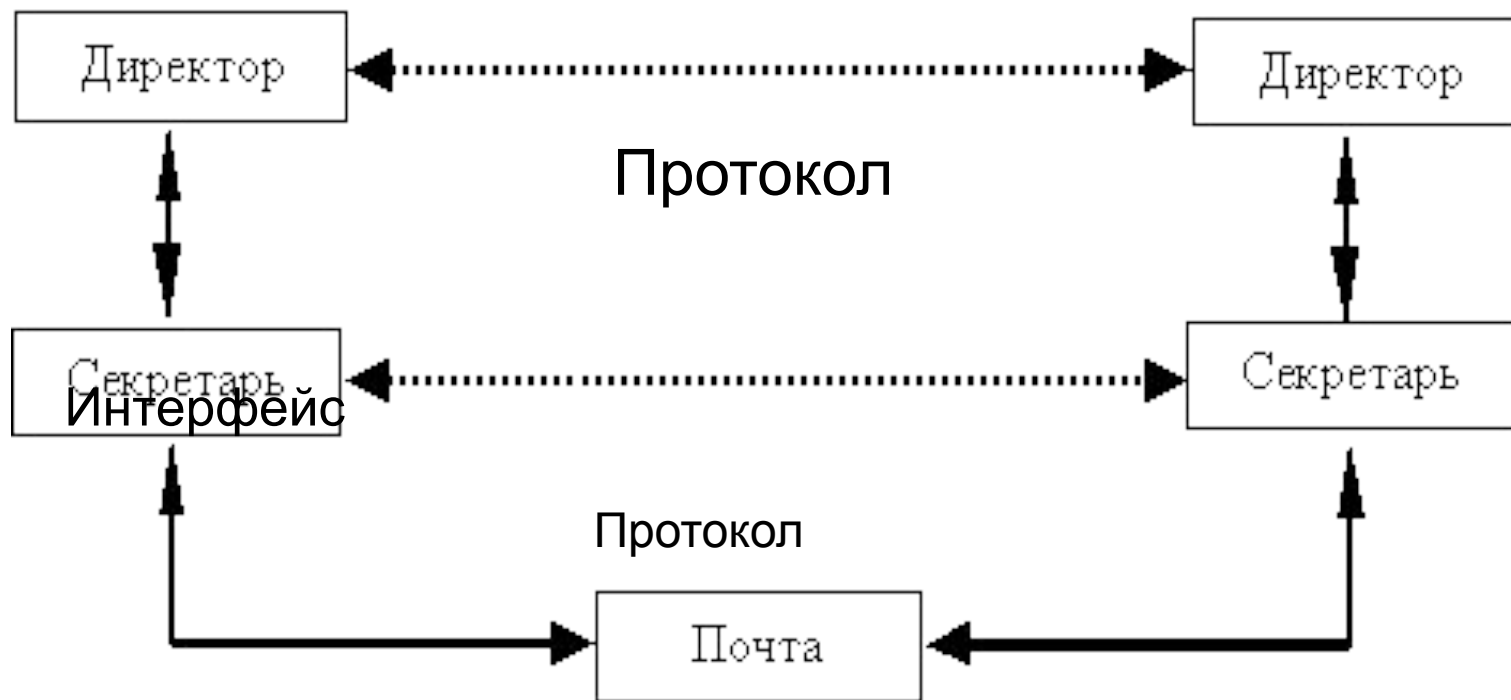 Директор
Директор
Протокол
Секретарь
Секретарь
Интерфейс
Протокол
Почта